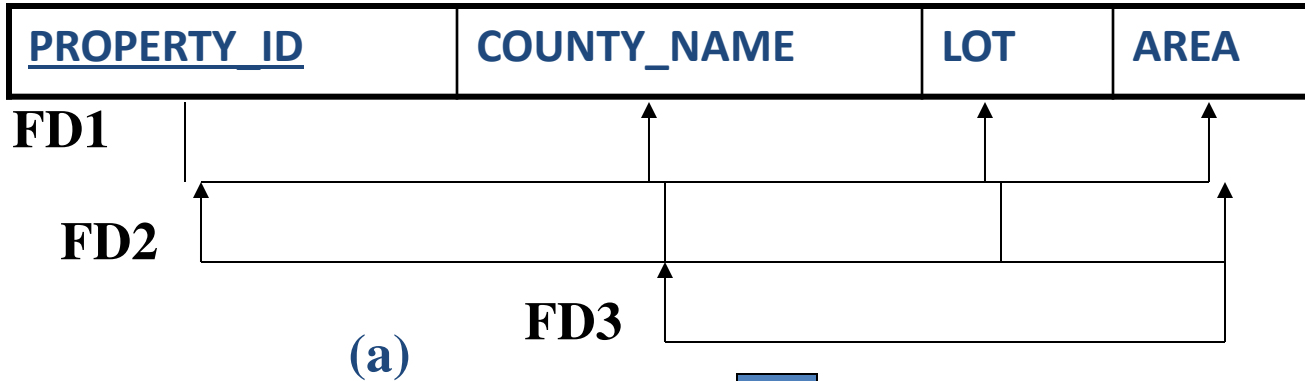 PROPERTY_ID COUNTY_NAME LOT AREA
FD1
FD2
FD3
(a)